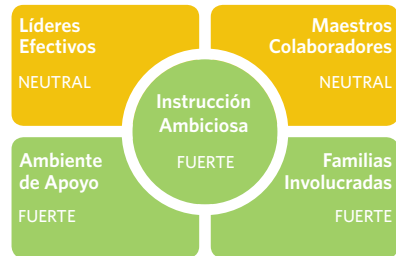 Líderes
Efectivos
NEUTRAL
Maestros
Colaboradores
NEUTRAL
Instrucción
Ambiciosa
FUERTE
Ambiente
de Apoyo
FUERTE
Familias
Involucradas
FUERTE